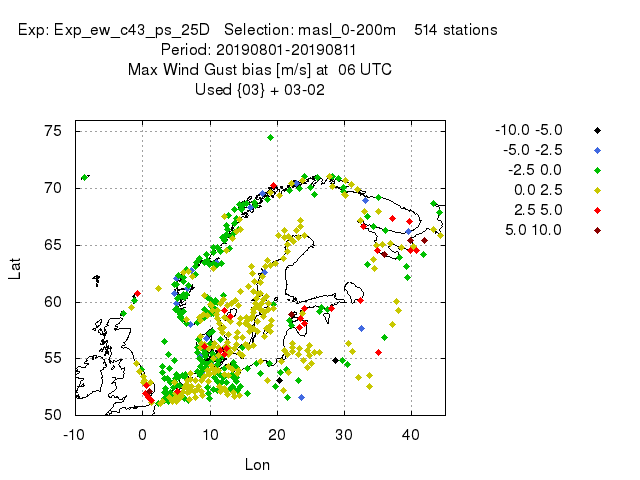 Exp: Exp_ew_c43_ps_25D Selection: masl_0-200m 514 stations
Period: 20190801-20190811
Max Wind Gust bias [m/s] at 06 UTC
Used {03} + 03-02
-10.0 -5.0
-5.0 -2.5
-2.5 0.0
0.0 2.5
2.5 5.0
5.0 10.0
75
70
65
60
55
50
Lat
-10 0 10 20 30 40
Lon